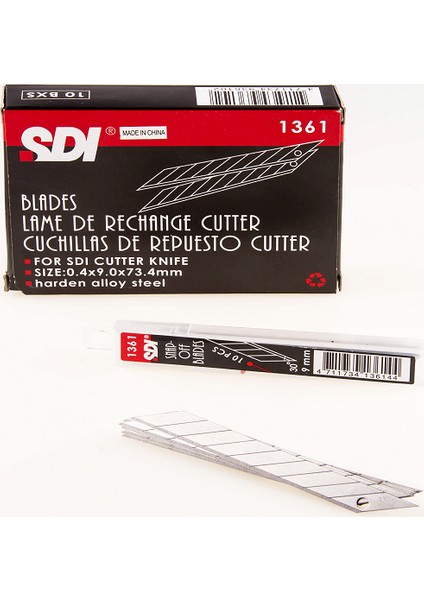 10 BXS
SDI®
MADE IN CHINA
1361
BLADES
LAME DE RECHANGE CUTTER
CUCHILLAS DE REPUESTO CUTTER
FOR SDI CUTTER KNIFE
SIZE:0.4x9.0x73.4mm
harden alloy steel
1361
SDI®
SNAP-
OFF
BLADES
10 PCS
30°
9 mm
4 711734 136144